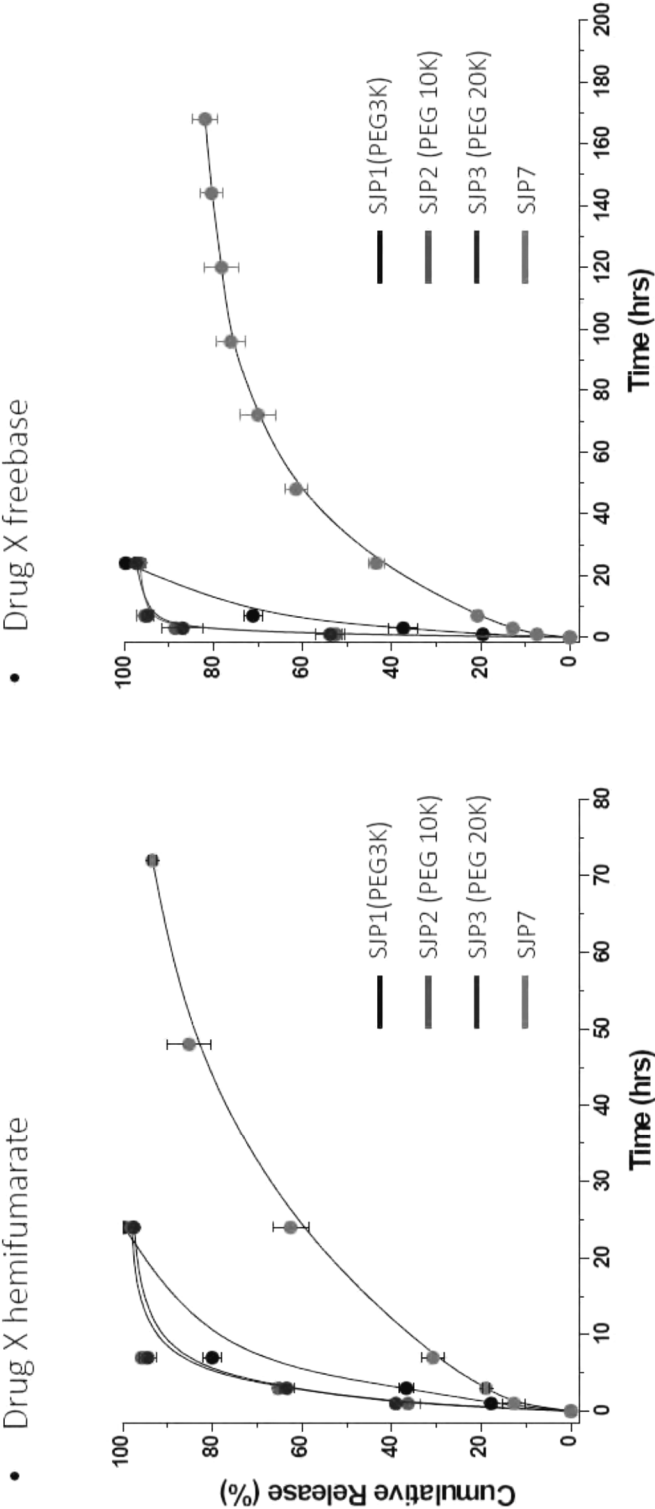 • Drug X hemifumarate
Cumulative Release (%)
100
80
60
40
20
0
0
10
20
30
40
50
60
70
80
Time (hrs)
SJP1(PEG3K)
SJP2 (PEG 10K)
SJP3 (PEG 20K)
SJP7
• Drug X freebase
100
80
60
40
20
0
0
20
40
60
80
100
120
140
160
180
200
Time (hrs)
SJP1(PEG3K)
SJP2 (PEG 10K)
SJP3 (PEG 20K)
SJP7